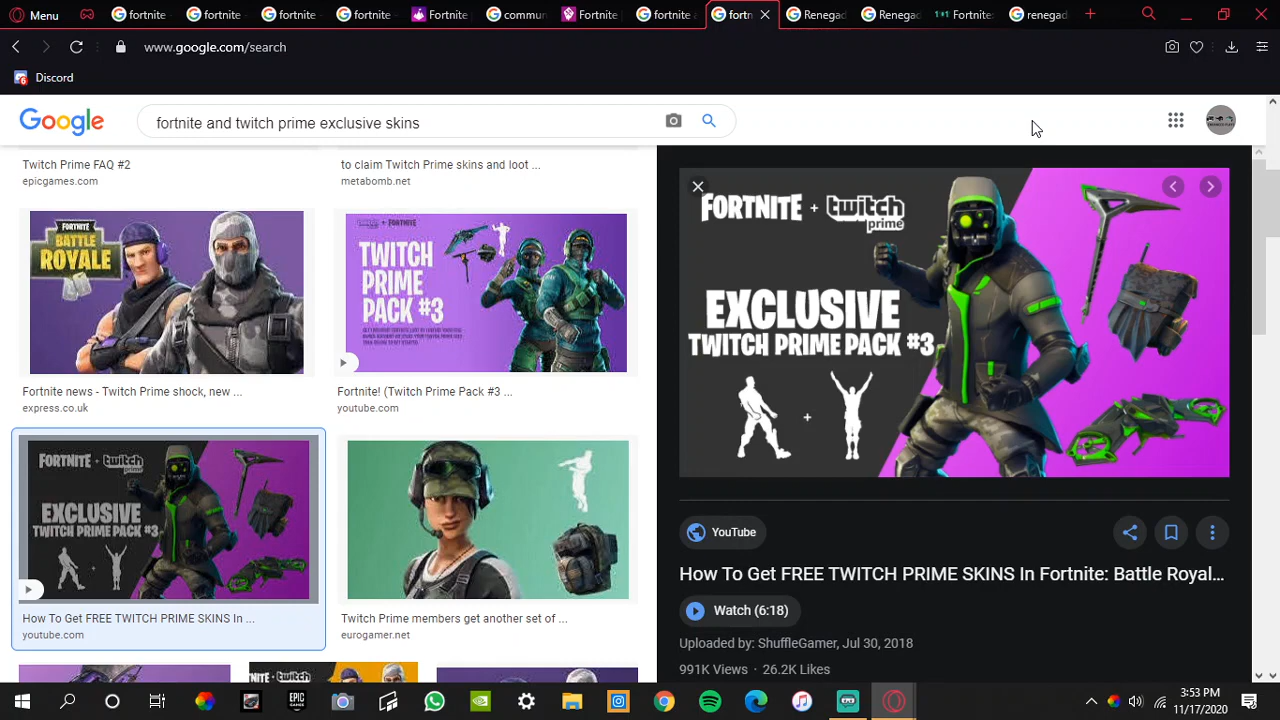 Menu
fortnite
fortnite
fortnite
fortnite
Fortnite
commun
Fortnite
fortnite a
fortn
Renegad
Renegad
Fortnite:
renegad
www.google.com/search
Discord
Google
fortnite and twitch prime exclusive skins
Twitch Prime FAQ #2
epicgames.com
to claim Twitch Prime skins and loot ...
metabomb.net
FORTNITE
BATTLE
ROYALE
Fortnite news - Twitch Prime shock, new ...
express.co.uk
twitch prime + FORTNITE
TWITCH
PRIME
PACK #3
Fortnite! (Twitch Prime Pack #3 ...
youtube.com
FORTNITE + twitch
prime
EXCLUSIVE
TWITCH PRIME PACK #3
+
How To Get FREE TWITCH PRIME SKINS In ...
youtube.com
Twitch Prime members get another set of ...
eurogamer.net
FORTNITE + twitch
prime
EXCLUSIVE
TWITCH PRIME PACK #3
+
YouTube
How To Get FREE TWITCH PRIME SKINS In Fortnite: Battle Royal...
Watch (6:18)
Uploaded by: ShuffleGamer, Jul 30, 2018
991K Views · 26.2K Likes
EPIC
GAMES
3:53 PM
11/17/2020